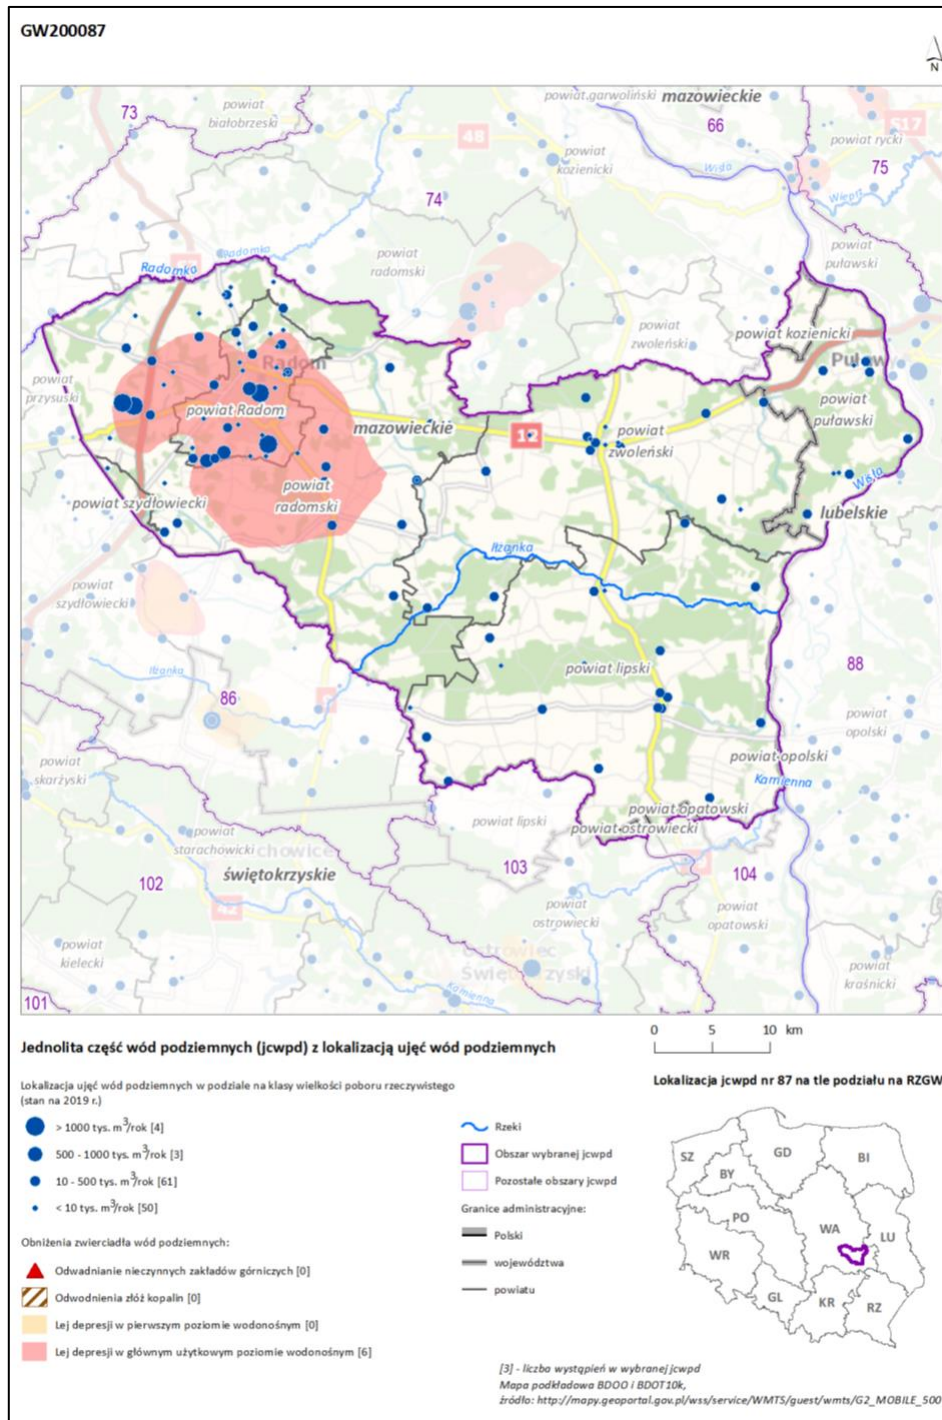 GW200087
N
73
powiat
białobrzeski
powiat garwoliński
mazowieckie
66
S17
powiat rycki
75
48
powiat
kozienicki
Wisła
Wieprz
74
powiat
radomski
powiat
puławski
Radomka
Radomka
powiat
zwoleński
powiat kozienicki
Radom
powiat
przysuski
powiat Radom
mazowieckie
12
powiat
zwoleński
powiat
puławski
Wisła
lubelskie
powiat szydłowiecki
powiat
radomski
Iłżanka
powiat
szydłowiecki
Iłżanka
86
powiat lipski
88
powiat
opolski
powiat opolski
Kamienna
powiat
skarżyski
powiat
starachowicki
powiat lipski
powiat opatowski
powiat ostrowiecki
świętokrzyskie
103
104
102
42
powiat
ostrowiecki
powiat
opatowski
powiat
kielecki
Ostrowiec
Kamienna
powiat
kraśnicki
101
0 5 10 km
Jednolita część wód podziemnych (jcwpd) z lokalizacją ujęć wód podziemnych
Lokalizacja ujęć wód podziemnych w podziale na klasy wielkości poboru rzeczywistego
(stan na 2019 r.)
> 1000 tys. m³/rok [4]
500 - 1000 tys. m³/rok [3]
10 - 500 tys. m³/rok [61]
< 10 tys. m³/rok [50]
Obniżenia zwierciadła wód podziemnych:
Odwadnianie nieczynnych zakładów górniczych [0]
Odwodnienia złóż kopalin [0]
Lej depresji w pierwszym poziomie wodonośnym [0]
Lej depresji w głównym użytkowym poziomie wodonośnym [6]
Rzeki
Obszar wybranej jcwpd
Pozostałe obszary jcwpd
Granice administracyjne:
Polski
województwa
powiatu
Lokalizacja jcwpd nr 87 na tle podziału na RZGW
SZ
GD
BI
BY
PO
WA
LU
WR
GL
KR
RZ
[3] - liczba wystąpień w wybranej jcwpd
Mapa podkładowa BDOO i BDOT10k,
źródło: http://mapy.geoportal.gov.pl/wss/service/WMTS/guest/wmts/G2_MOBILE_500